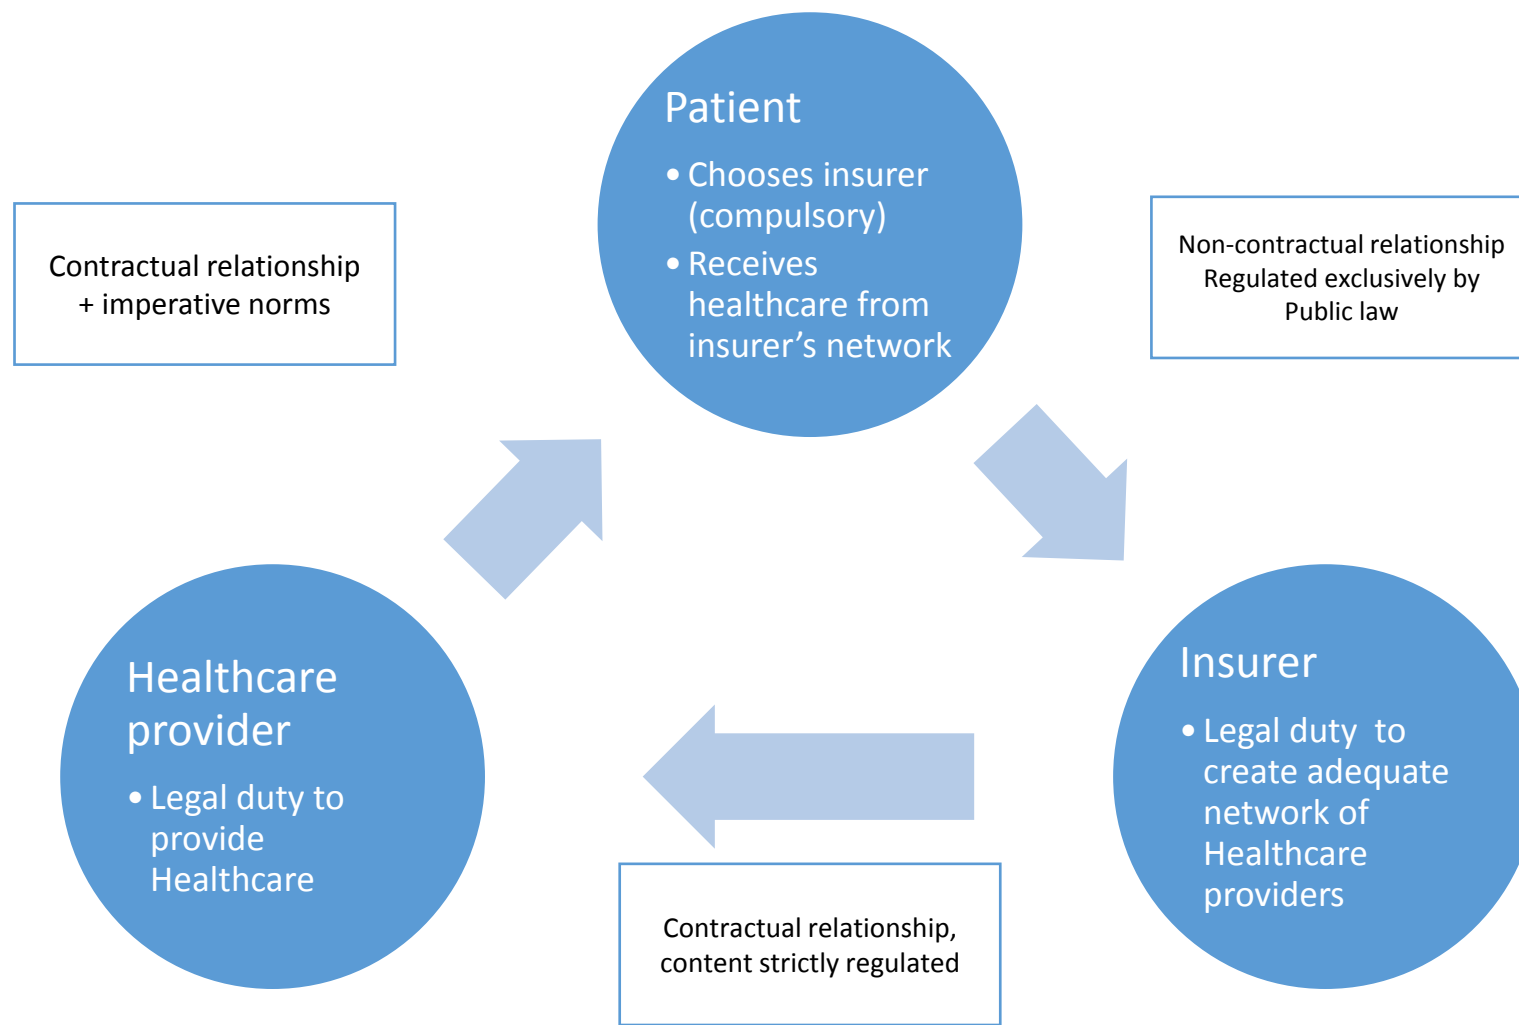 Patient
• Chooses insurer
(compulsory)
• Receives
healthcare from
insurer’s network
Contractual relationship
+ imperative norms
Non-contractual relationship
Regulated exclusively by
Public law
Healthcare
provider
• Legal duty to
provide
Healthcare
Insurer
• Legal duty  to
create adequate
network of
Healthcare
providers
Contractual relationship,
content strictly regulated